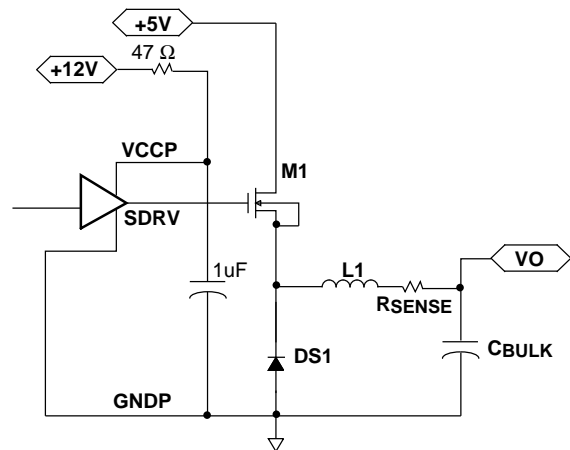 +5V
47 Ω
+12V
VCCP
M1
SDRV
1uF
L1
VO
RSENSE
DS1
CBULK
GNDP